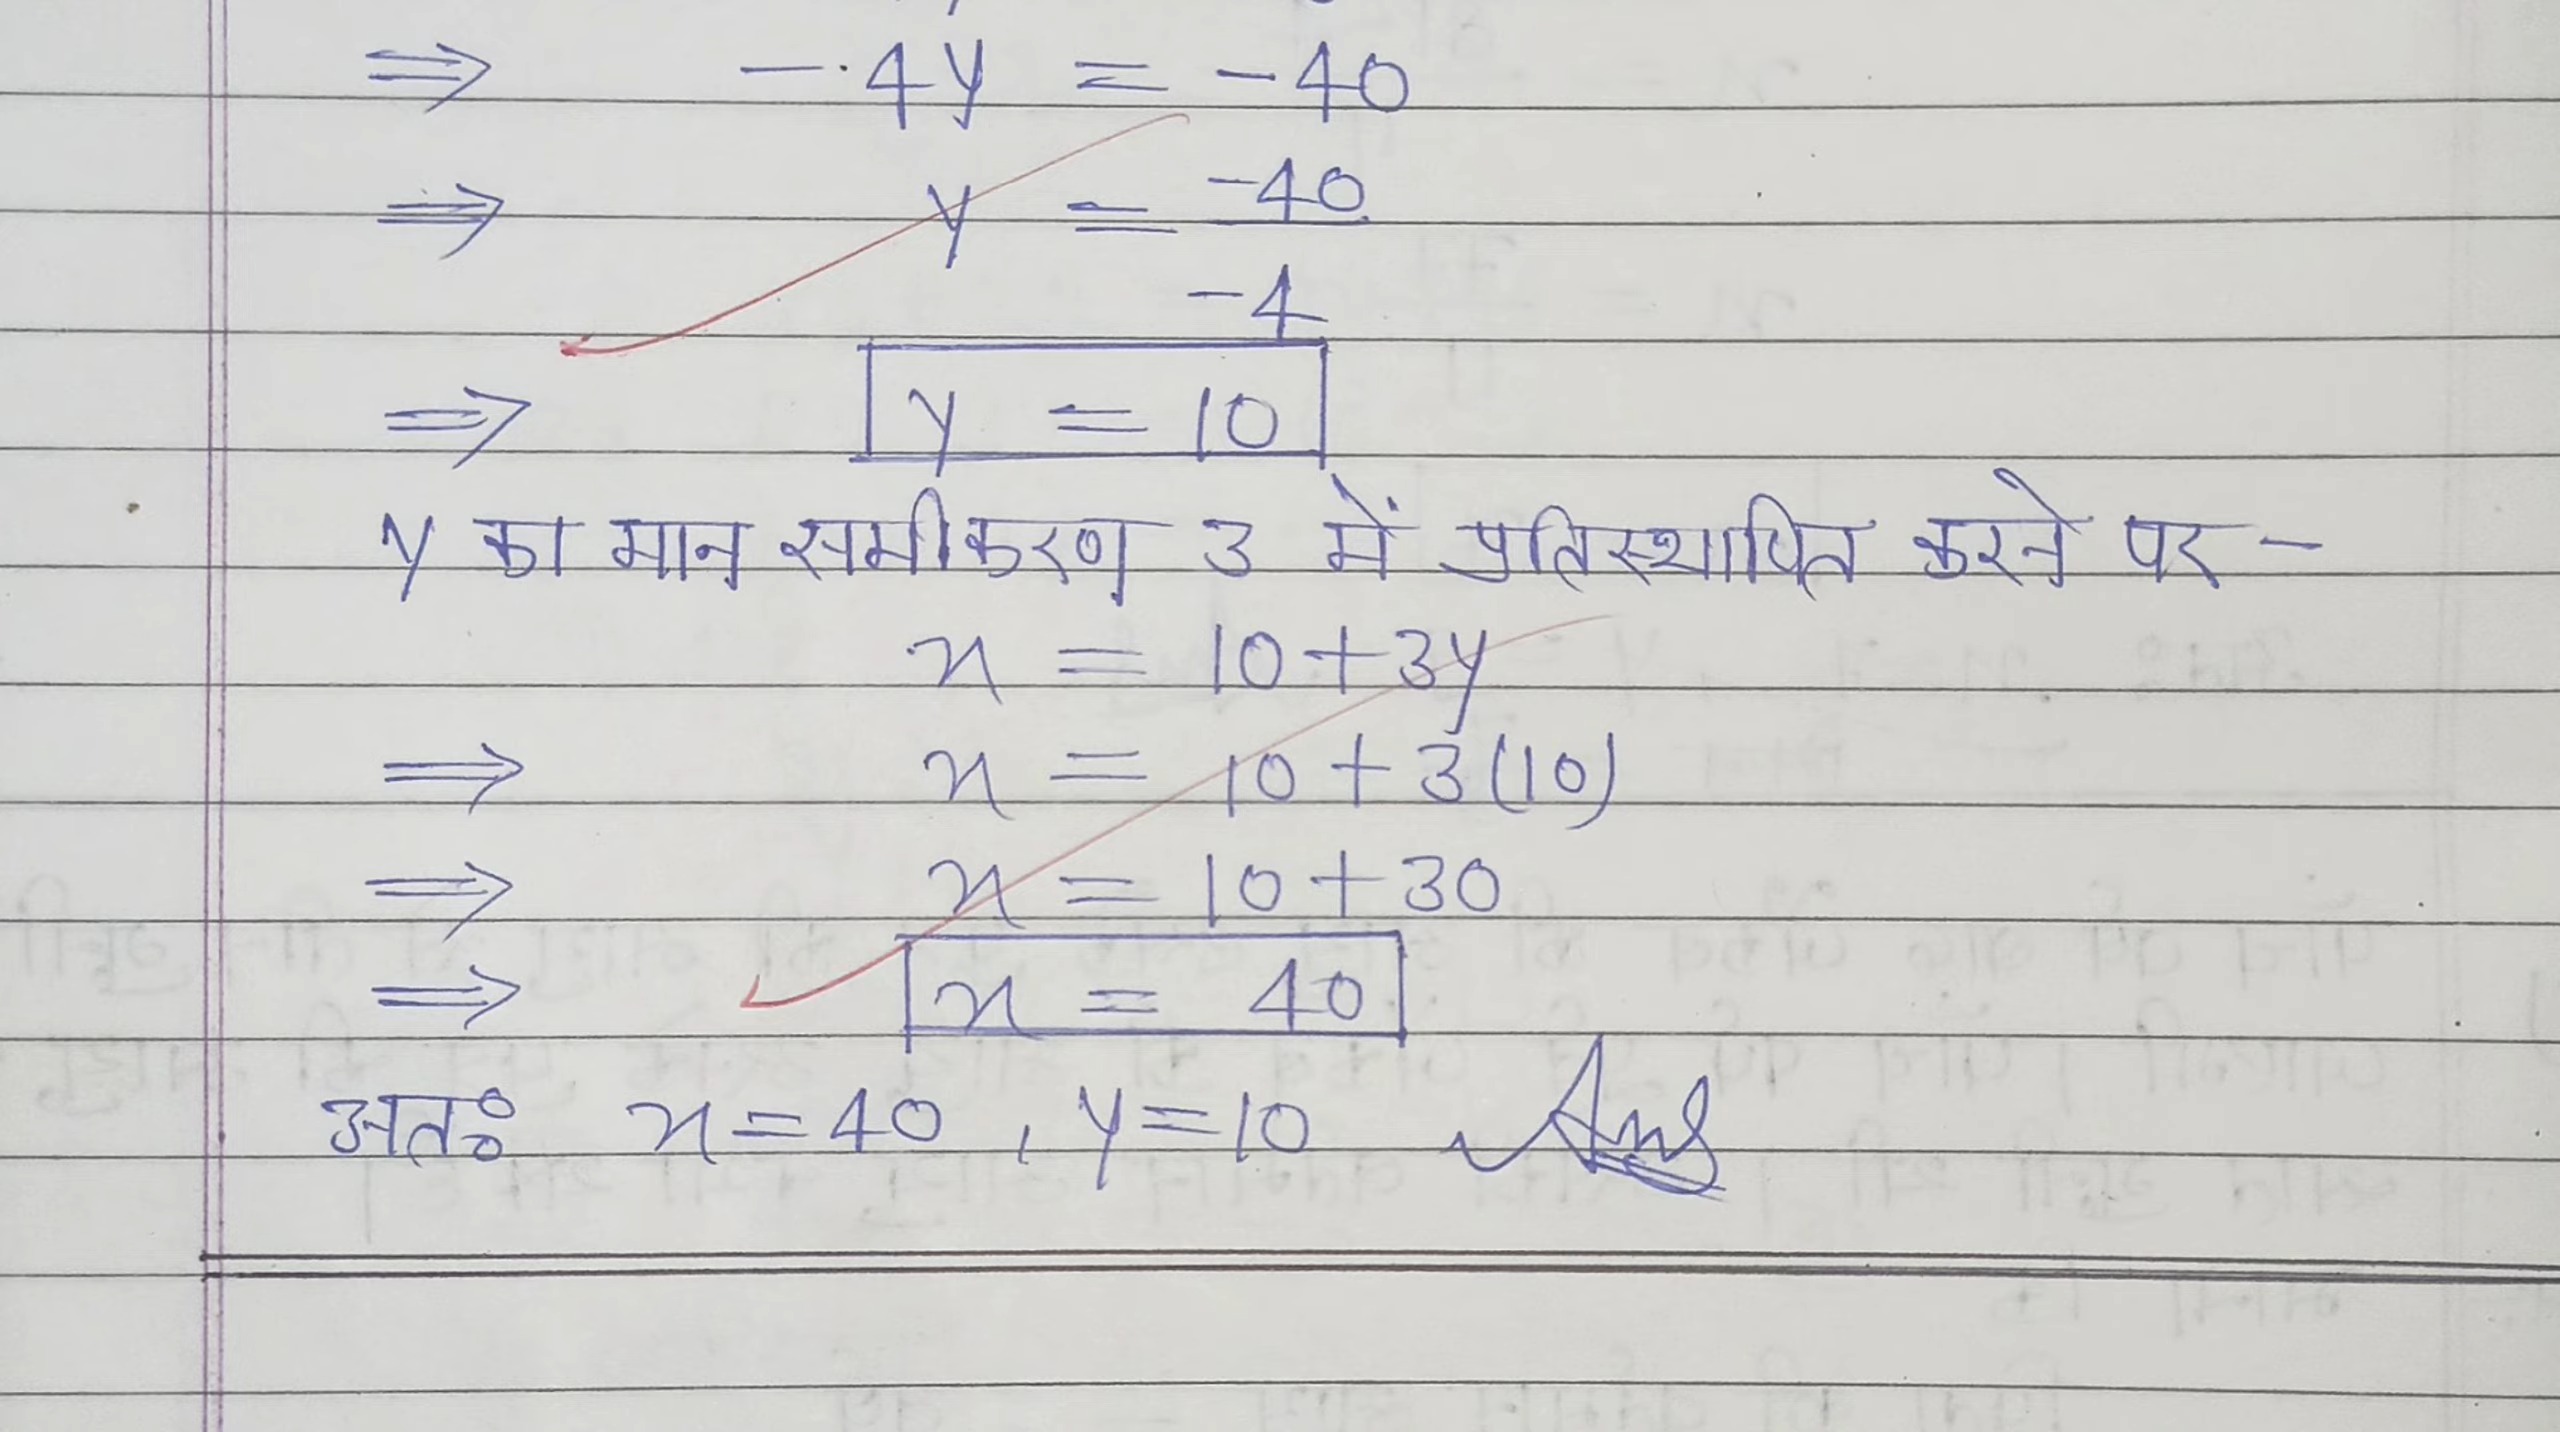 ⇒ -4y = -40
⇒ y = -40
-4
⇒ y = 10
y का मान समीकरण 3 में प्रतिस्थापित करने पर -
x = 10+3y
⇒ x = 10+3(10)
⇒ x = 10+30
⇒ x = 40
अतः x=40, y=10 Ans